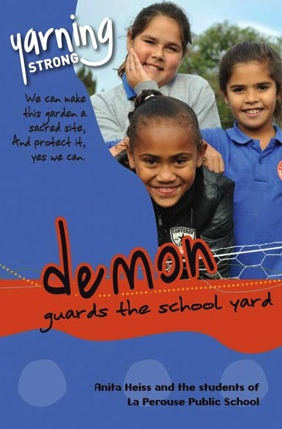 yarning
STRONG
We can make
this garden a
sacred site,
And protect it,
yes we can.
CONVERSE
demon
guards the school yard
Anita Heiss and the students of
La Perouse Public School